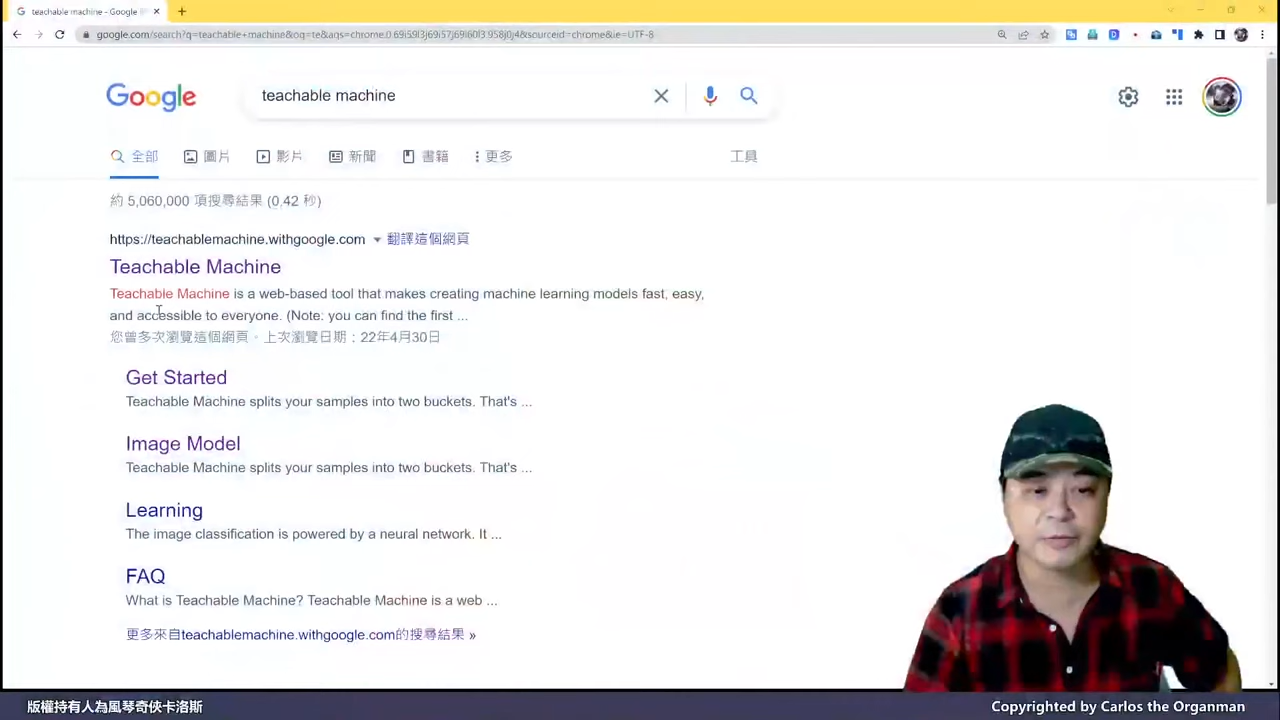 teachable machine - Google
google.com/search?q=teachable+machine&oq=te&aqs=chrome.0.69i59l3j69i57j69i60l3.958j0j4&sourceid=chrome&ie=UTF-8
Google
teachable machine
全部
圖片
影片
新聞
書籍
更多
工具
約 5,060,000 項搜尋結果 (0.42 秒)
https://teachablemachine.withgoogle.com 翻譯這個網頁
Teachable Machine
Teachable Machine is a web-based tool that makes creating machine learning models fast, easy,
and accessible to everyone. (Note: you can find the first ...
您曾多次瀏覽這個網頁。上次瀏覽日期：22年4月30日
Get Started
Teachable Machine splits your samples into two buckets. That's ...
Image Model
Teachable Machine splits your samples into two buckets. That's ...
Learning
The image classification is powered by a neural network. It ...
FAQ
What is Teachable Machine? Teachable Machine is a web ...
更多來自teachablemachine.withgoogle.com的搜尋結果 »
版權持有人為風琴奇俠卡洛斯
Copyrighted by Carlos the Organman